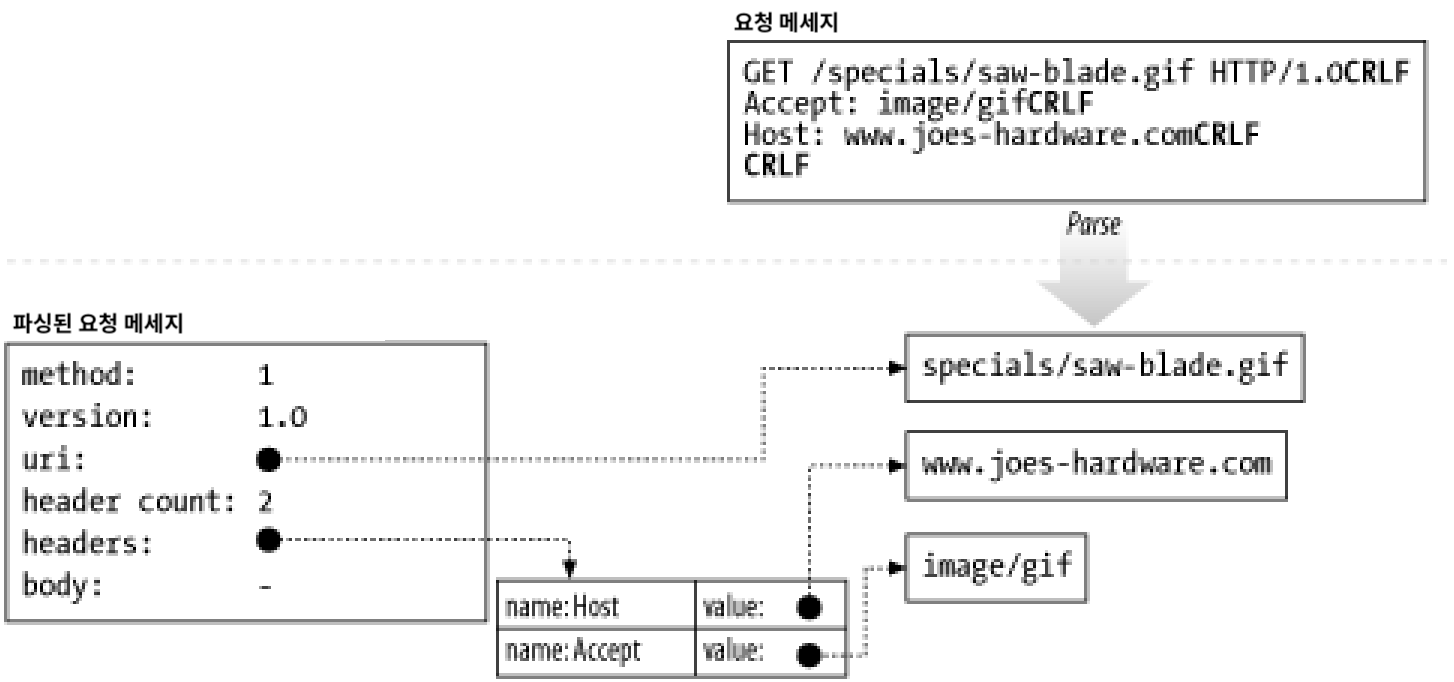 요청 메세지
GET /specials/saw-blade.gif HTTP/1.0CRLF
Accept: image/gifCRLF
Host: www.joes-hardware.comCRLF
CRLF
Parse
파싱된 요청 메세지
method: 1
version: 1.0
uri:
header count: 2
headers:
body: -
specials/saw-blade.gif
www.joes-hardware.com
image/gif
name:Host value:
name:Accept value: